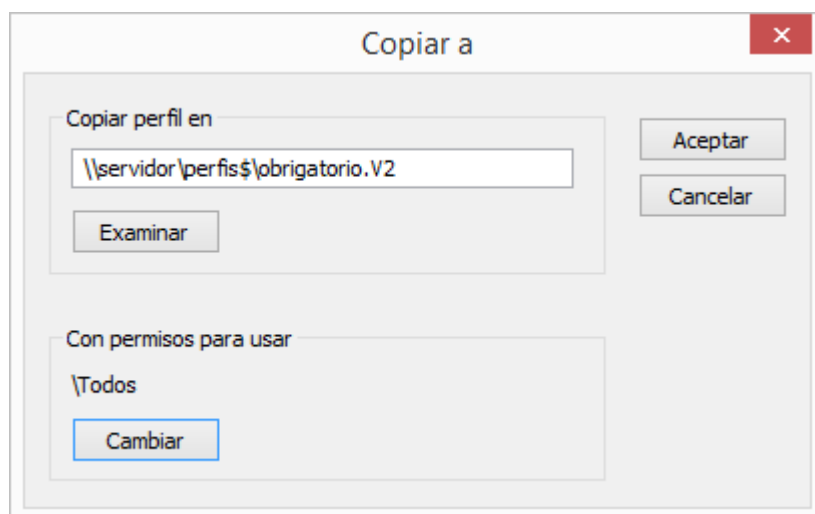 Copiar a
Copiar perfil en
\\servidor\perfis$\obrigatorio.V2
Examinar
Aceptar
Cancelar
Con permisos para usar
\Todos
Cambiar